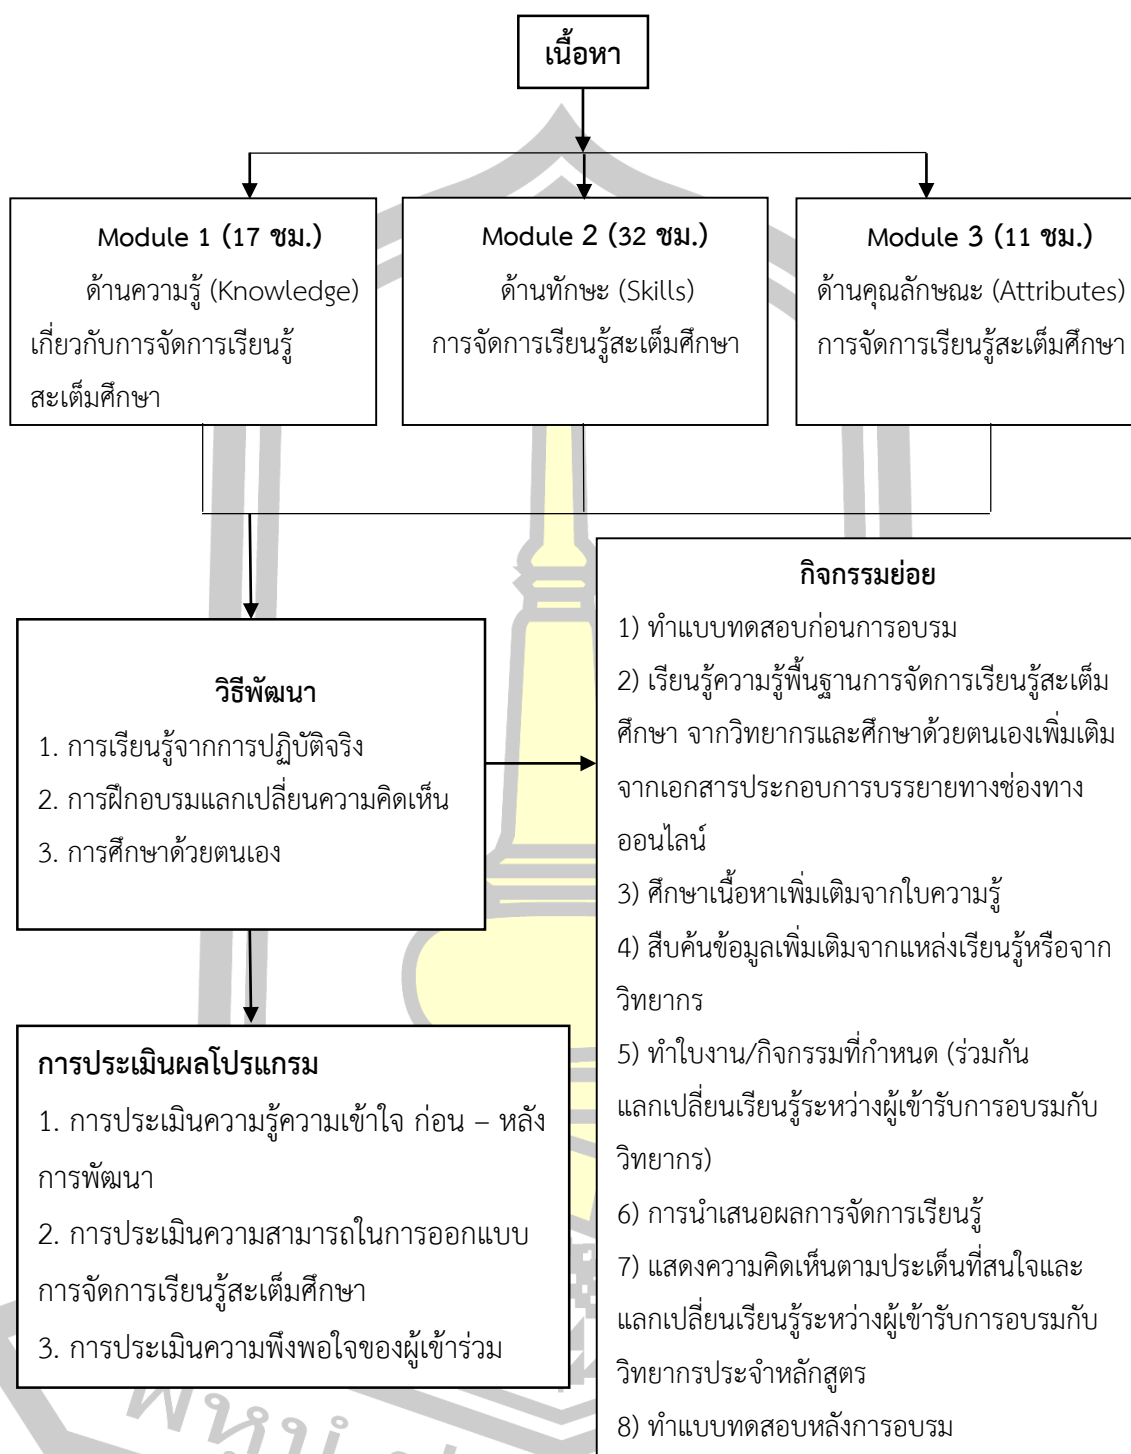 เนื้อหา
Module 1 (17 ชม.)
ด้านความรู้ (Knowledge)
เกี่ยวกับการจัดการเรียนรู้
สะเต็มศึกษา
Module 2 (32 ชม.)
ด้านทักษะ (Skills)
การจัดการเรียนรู้สะเต็มศึกษา
Module 3 (11 ชม.)
ด้านคุณลักษณะ (Attributes)
การจัดการเรียนรู้สะเต็มศึกษา
วิธีพัฒนา
1. การเรียนรู้จากการปฏิบัติจริง
2. การฝึกอบรมแลกเปลี่ยนความคิดเห็น
3. การศึกษาด้วยตนเอง
กิจกรรมย่อย
1) ทำแบบทดสอบก่อนการอบรม
2) เรียนรู้ความรู้พื้นฐานการจัดการเรียนรู้สะเต็ม
ศึกษา จากวิทยากรและศึกษาด้วยตนเองเพิ่มเติม
จากเอกสารประกอบการบรรยายทางช่องทาง
ออนไลน์
3) ศึกษาเนื้อหาเพิ่มเติมจากใบความรู้
4) สืบค้นข้อมูลเพิ่มเติมจากแหล่งเรียนรู้หรือจาก
วิทยากร
5) ทำใบงาน/กิจกรรมที่กำหนด (ร่วมกัน
แลกเปลี่ยนเรียนรู้ระหว่างผู้เข้ารับการอบรมกับ
วิทยากร)
6) การนำเสนอผลการจัดการเรียนรู้
7) แสดงความคิดเห็นตามประเด็นที่สนใจและ
แลกเปลี่ยนเรียนรู้ระหว่างผู้เข้ารับการอบรมกับ
วิทยากรประจำหลักสูตร
8) ทำแบบทดสอบหลังการอบรม
การประเมินผลโปรแกรม
1. การประเมินความรู้ความเข้าใจ ก่อน – หลัง
การพัฒนา
2. การประเมินความสามารถในการออกแบบ
การจัดการเรียนรู้สะเต็มศึกษา
3. การประเมินความพึงพอใจของผู้เข้าร่วม
พหูนํ